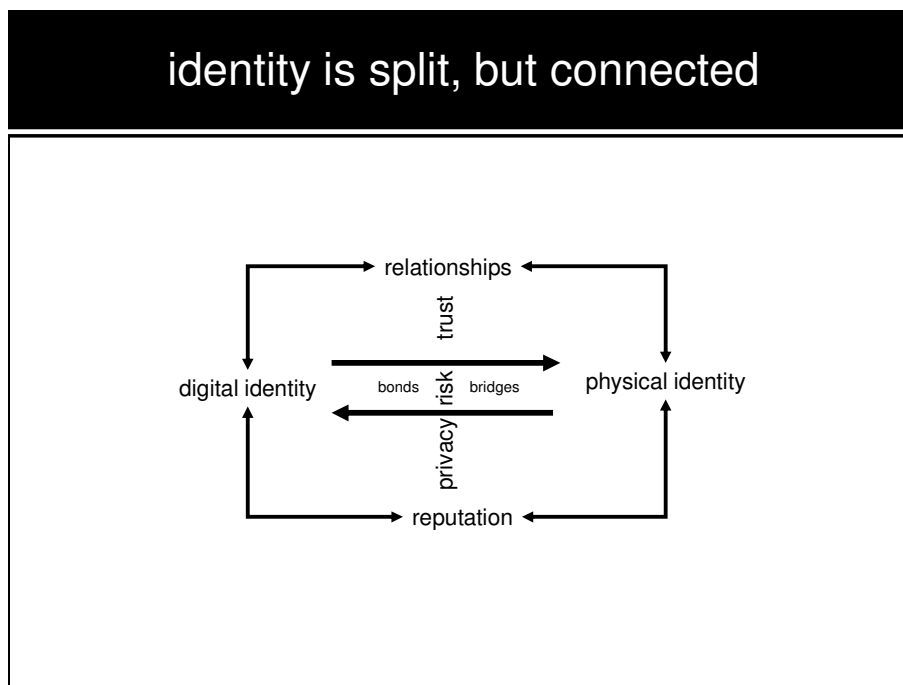 identity is split, but connected
relationships
trust
digital identity
bonds
risk
bridges
physical identity
privacy
reputation